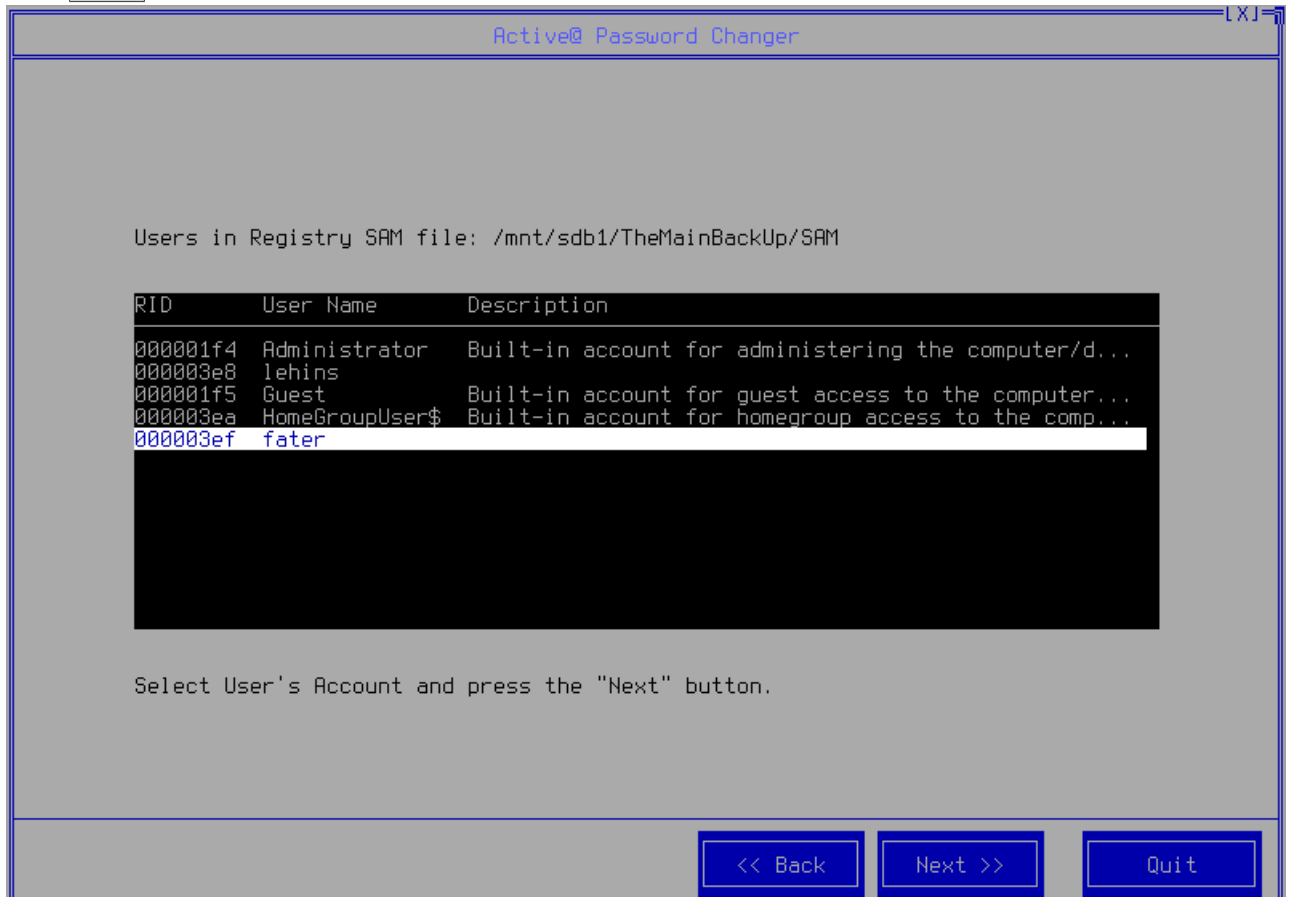 [X]
Active@ Password Changer
Users in Registry SAM file: /mnt/sdb1/TheMainBackUp/SAM
RID User Name Description
000001f4 Administrator Built-in account for administering the computer/d...
000003e8 lehins
000001f5 Guest Built-in account for guest access to the computer...
000003ea HomeGroupUser$ Built-in account for homegroup access to the comp...
000003ef fater
Select User's Account and press the "Next" button.
<< Back Next >> Quit